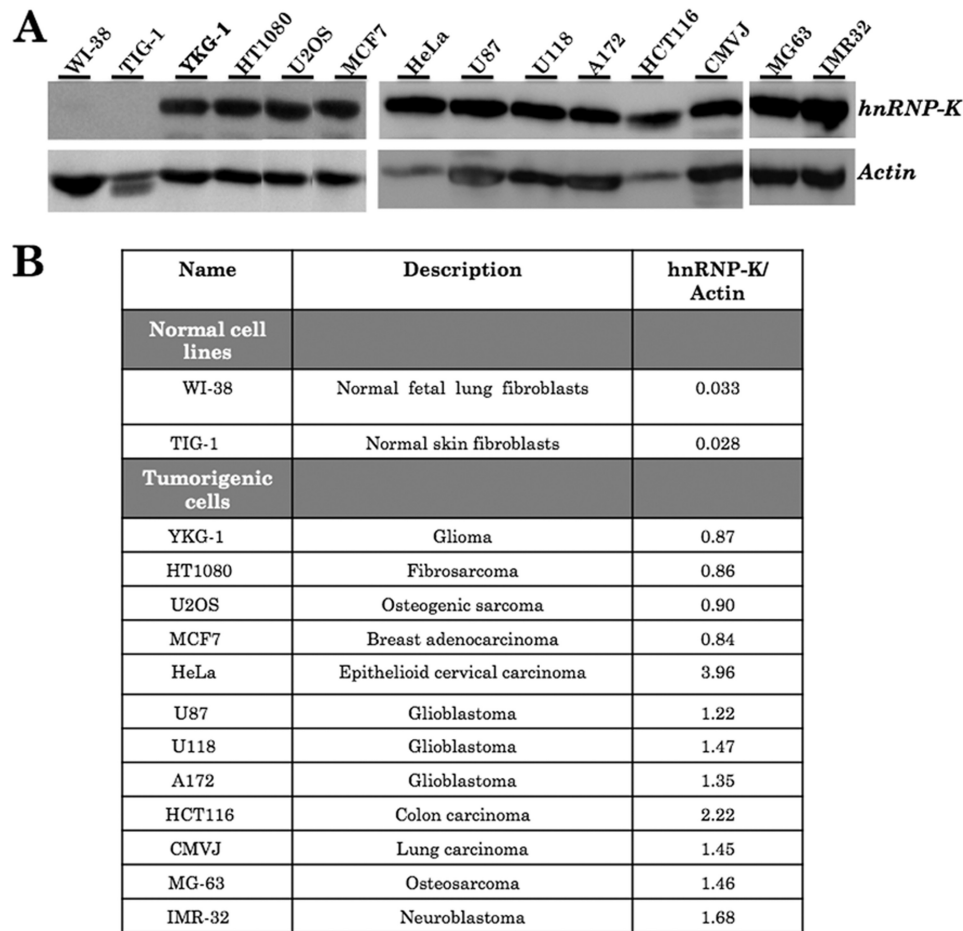 A
WI-38 TIG-1 YKG-1 HT1080 U2OS MCF7 HeLa U87 U118 A172 HCT116 CMVJ MG63 IMR32
hnRNP-K
Actin
B
Name Description hnRNP-K/
Actin
Normal cell
lines
WI-38 Normal fetal lung fibroblasts 0.033
TIG-1 Normal skin fibroblasts 0.028
Tumorigenic
cells
YKG-1 Glioma 0.87
HT1080 Fibrosarcoma 0.86
U2OS Osteogenic sarcoma 0.90
MCF7 Breast adenocarcinoma 0.84
HeLa Epithelioid cervical carcinoma 3.96
U87 Glioblastoma 1.22
U118 Glioblastoma 1.47
A172 Glioblastoma 1.35
HCT116 Colon carcinoma 2.22
CMVJ Lung carcinoma 1.45
MG-63 Osteosarcoma 1.46
IMR-32 Neuroblastoma 1.68